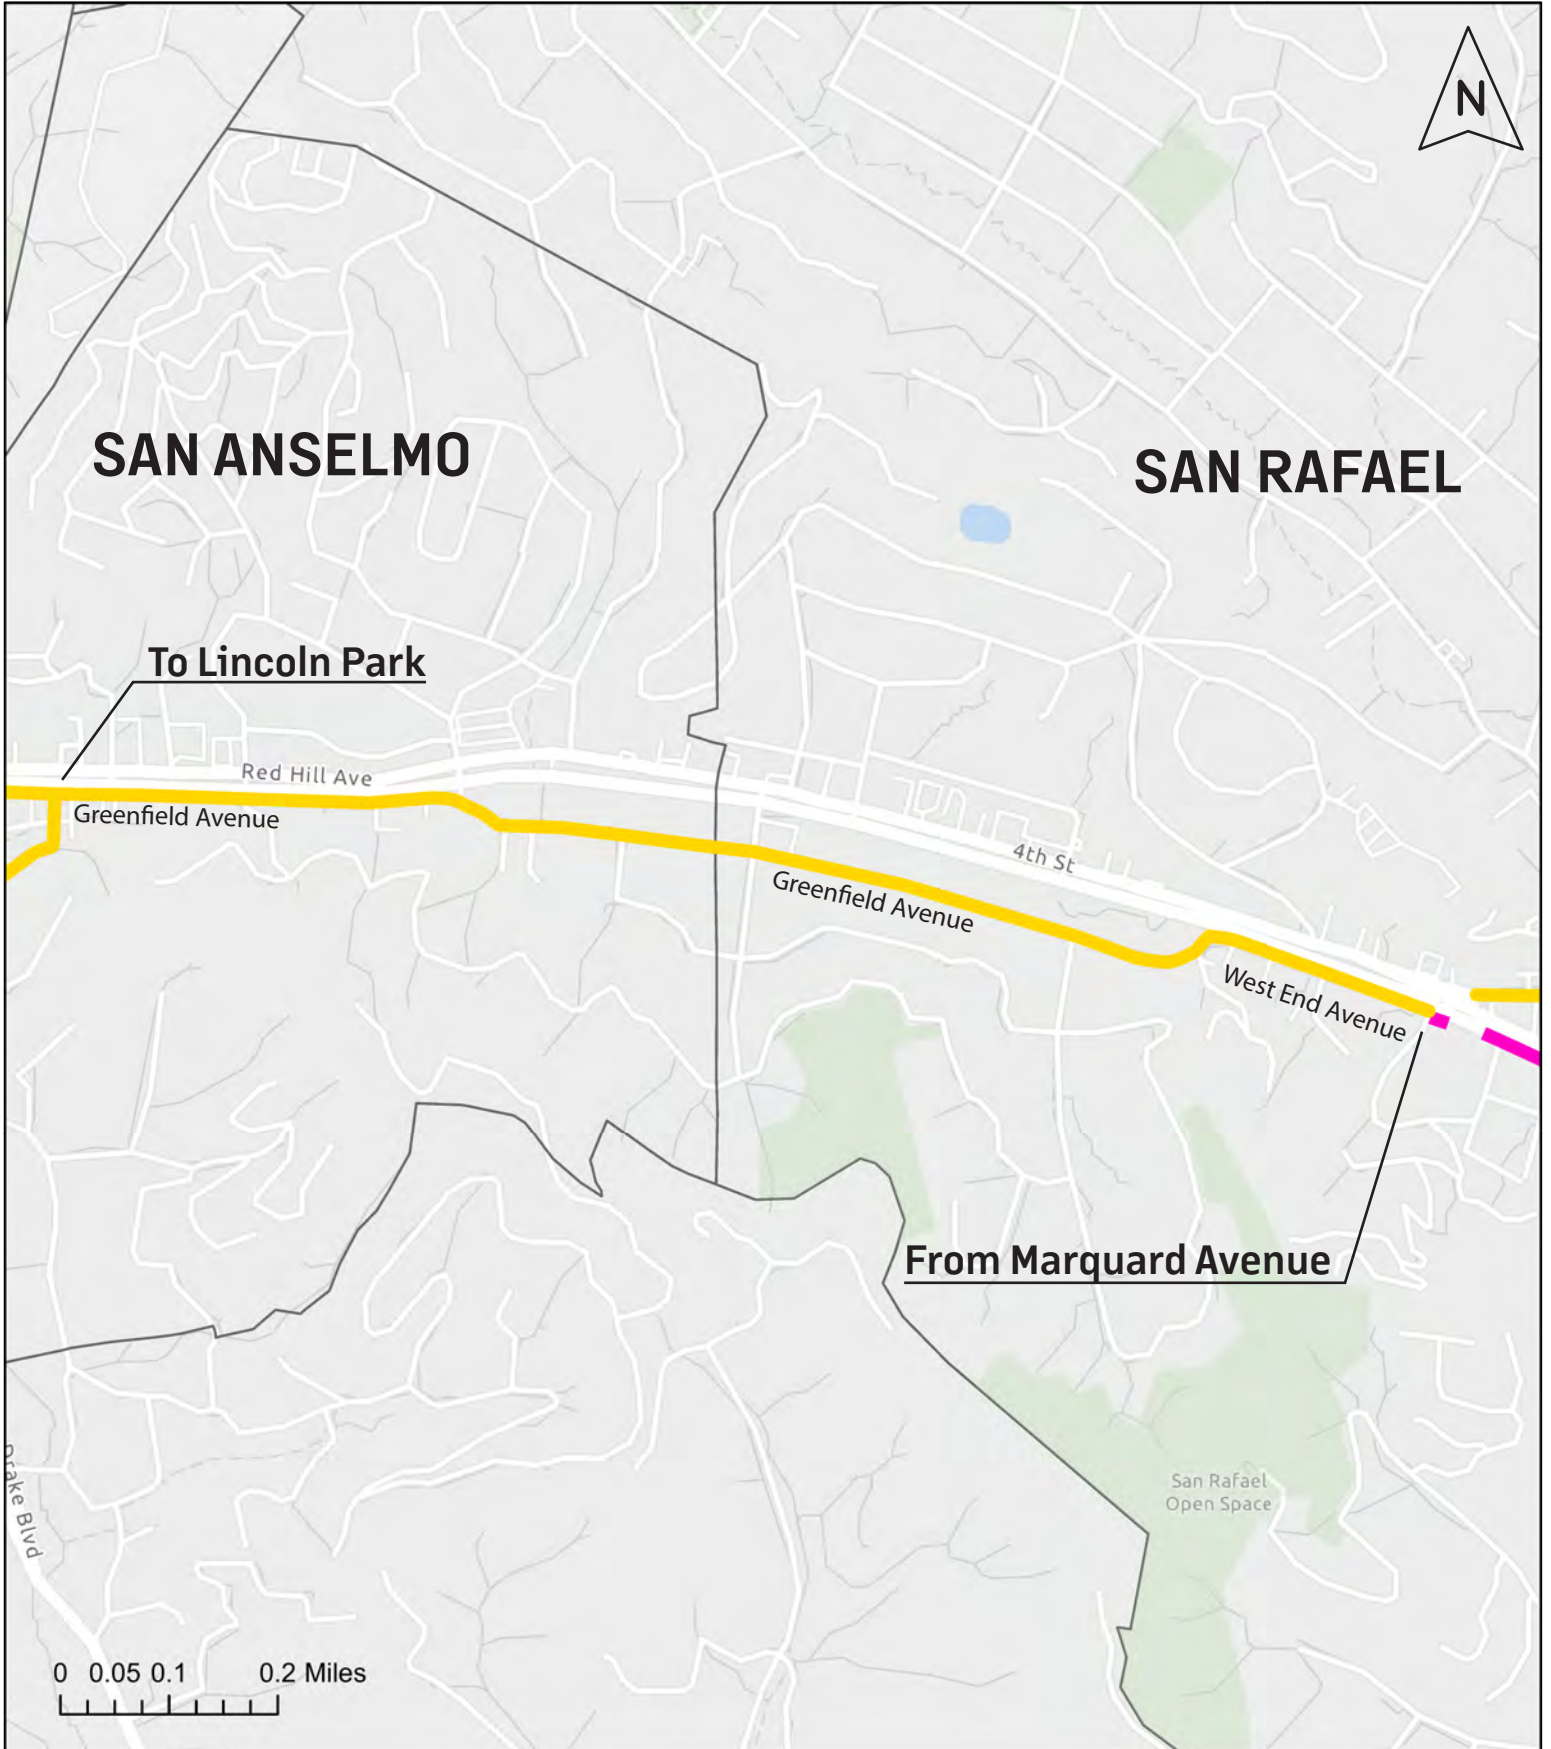 N
SAN ANSELMO
SAN RAFAEL
To Lincoln Park
Red Hill Ave
Greenfield Avenue
4th St
Greenfield Avenue
West End Avenue
From Marquard Avenue
San Rafael
Open Space
Drake Blvd
0 0.05 0.1 0.2 Miles